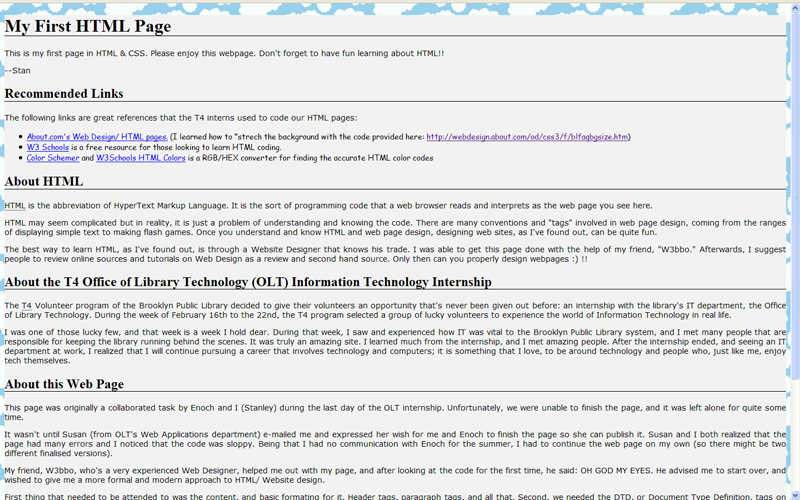 My First HTML Page
This is my first page in HTML & CSS. Please enjoy this webpage. Don't forget to have fun learning about HTML!!
--Stan
Recommended Links
The following links are great references that the T4 interns used to code our HTML pages:
About.com's Web Design/ HTML pages. (I learned how to "strech the background with the code provided here: http://webdesign.about.com/od/css3/f/blfaqbgsize.htm)
W3 Schools is a free resource for those looking to learn HTML coding.
Color Schemer and W3Schools HTML Colors is a RGB/HEX converter for finding the accurate HTML color codes
About HTML
HTML is the abbreviation of HyperText Markup Language. It is the sort of programming code that a web browser reads and interprets as the web page you see here.
HTML may seem complicated but in reality, it is just a problem of understanding and knowing the code. There are many conventions and "tags" involved in web page design, coming from the ranges
of displaying simple text to making flash games. Once you understand and know HTML and web page design, designing web sites, as I've found out, can be quite fun.
The best way to learn HTML, as I've found out, is through a Website Designer that knows his trade. I was able to get this page done with the help of my friend, "W3bbo." Afterwards, I suggest
people to review online sources and tutorials on Web Design as a review and second hand source. Only then can you properly design webpages :) !!
About the T4 Office of Library Technology (OLT) Information Technology Internship
The T4 Volunteer program of the Brooklyn Public Library decided to give their volunteers an opportunity that's never been given out before: an internship with the library's IT department, the Office
of Library Technology. During the week of February 16th to the 22nd, the T4 program selected a group of lucky volunteers to experience the world of Information Technology in real life.
I was one of those lucky few, and that week is a week I hold dear. During that week, I saw and experienced how IT was vital to the Brooklyn Public Library system, and I met many people that are
responsible for keeping the library running behind the scenes. It was truly an amazing site. I learned much from the internship, and I met amazing people. After the internship ended, and seeing an IT
department at work, I realized that I will continue pursuing a career that involves technology and computers; it is something that I love, to be around technology and people who, just like me, enjoy
tech themselves.
About this Web Page
This page was originally a collaborated task by Enoch and I (Stanley) during the last day of the OLT internship. Unfortunately, we were unable to finish the page, and it was left alone for quite some
time.
It wasn't until Susan (from OLT's Web Applications department) e-mailed me and expressed her wish for me and Enoch to finish the page so she can publish it. Susan and I both realized that the
page had many errors and I noticed that the code was sloppy. Being that I had no communication with Enoch for the summer, I had to continue the web page on my own (so there might be two
different finalised versions).
My friend, W3bbo, who's a very experienced Web Designer, helped me out with my page, and after looking at the code for the first time, he said: OH GOD MY EYES. He advised me to start over, and
wished to give me a more formal and modern approach to HTML/ Website design.
First thing that needed to be attended to was the content, and basic formating for it. Header tags, paragraph tags, and all that. Second, we needed the DTD, or Document Type Definition, tags on